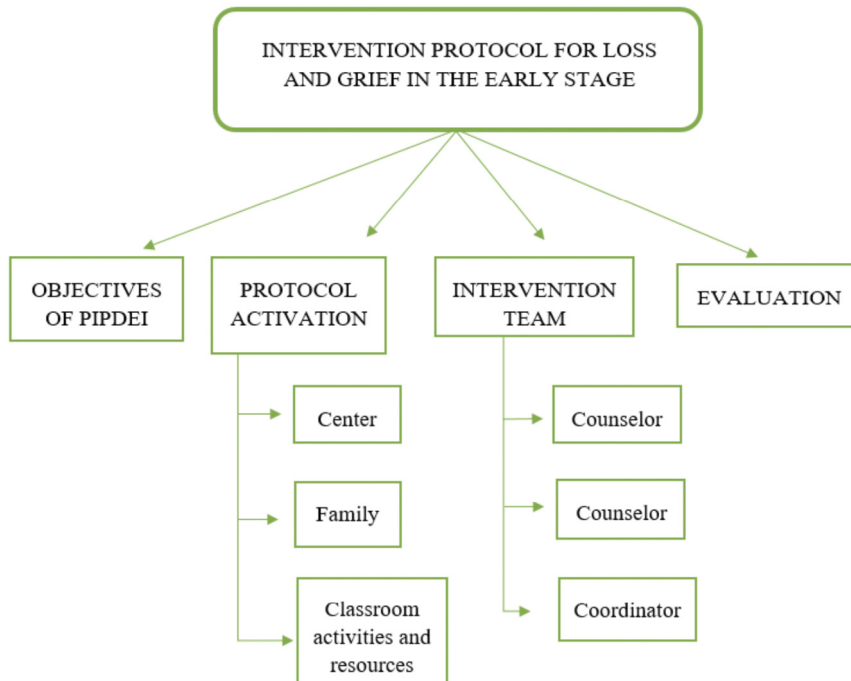 INTERVENTION PROTOCOL FOR LOSS
AND GRIEF IN THE EARLY STAGE
OBJECTIVES
OF PIPDEI
PROTOCOL
ACTIVATION
INTERVENTION
TEAM
EVALUATION
Center
Family
Classroom
activities and
resources
Counselor
Counselor
Coordinator